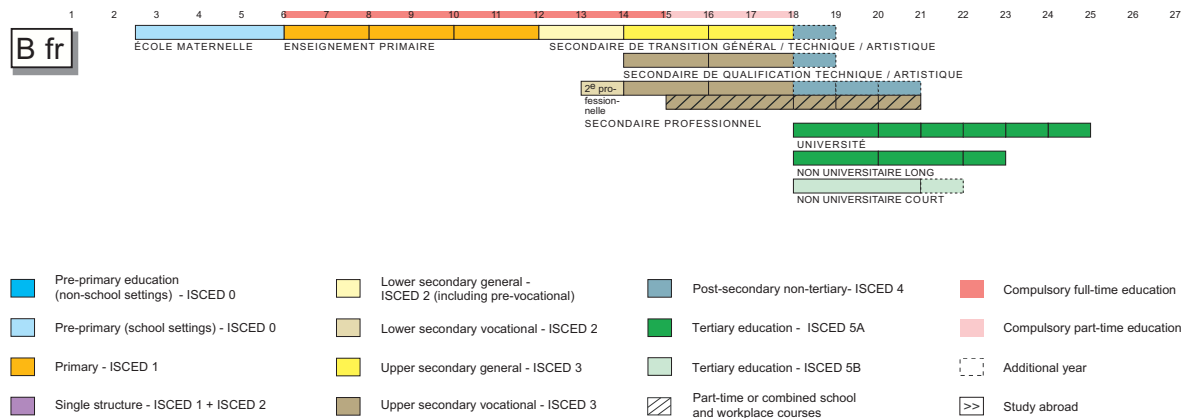 1 2 3 4 5 6 7 8 9 10 11 12 13 14 15 16 17 18 19 20 21 22 23 24 25 26 27
B fr
ÉCOLE MATERNELLE ENSEIGNEMENT PRIMAIRE SECONDAIRE DE TRANSITION GÉNÉRAL / TECHNIQUE / ARTISTIQUE
SECONDAIRE DE QUALIFICATION TECHNIQUE / ARTISTIQUE
2e pro-
fession-
nelle
SECONDAIRE PROFESSIONNEL
UNIVERSITÉ
NON UNIVERSITAIRE LONG
NON UNIVERSITAIRE COURT
Pre-primary education
(non-school settings) - ISCED 0
Pre-primary (school settings) - ISCED 0
Primary - ISCED 1
Single structure - ISCED 1 + ISCED 2
Lower secondary general -
ISCED 2 (including pre-vocational)
Lower secondary vocational - ISCED 2
Upper secondary general - ISCED 3
Upper secondary vocational - ISCED 3
Post-secondary non-tertiary- ISCED 4
Tertiary education - ISCED 5A
Tertiary education - ISCED 5B
Part-time or combined school
and workplace courses
Compulsory full-time education
Compulsory part-time education
Additional year
>> Study abroad